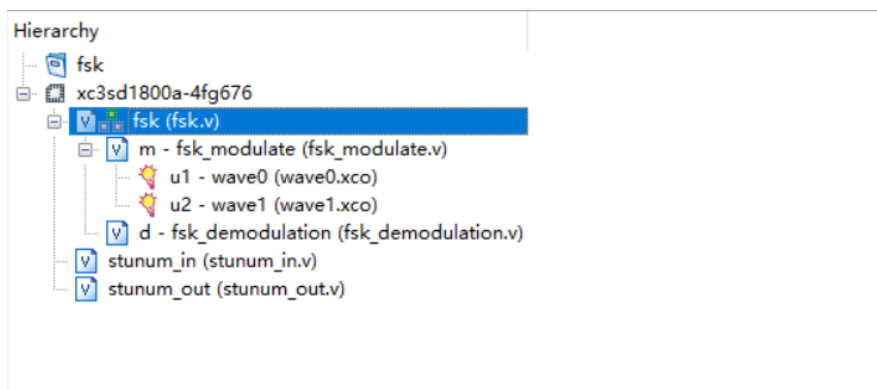 Hierarchy
fsk
xc3sd1800a-4fg676
fsk (fsk.v)
m - fsk_modulate (fsk_modulate.v)
u1 - wave0 (wave0.xco)
u2 - wave1 (wave1.xco)
d - fsk_demodulation (fsk_demodulation.v)
stunum_in (stunum_in.v)
stunum_out (stunum_out.v)